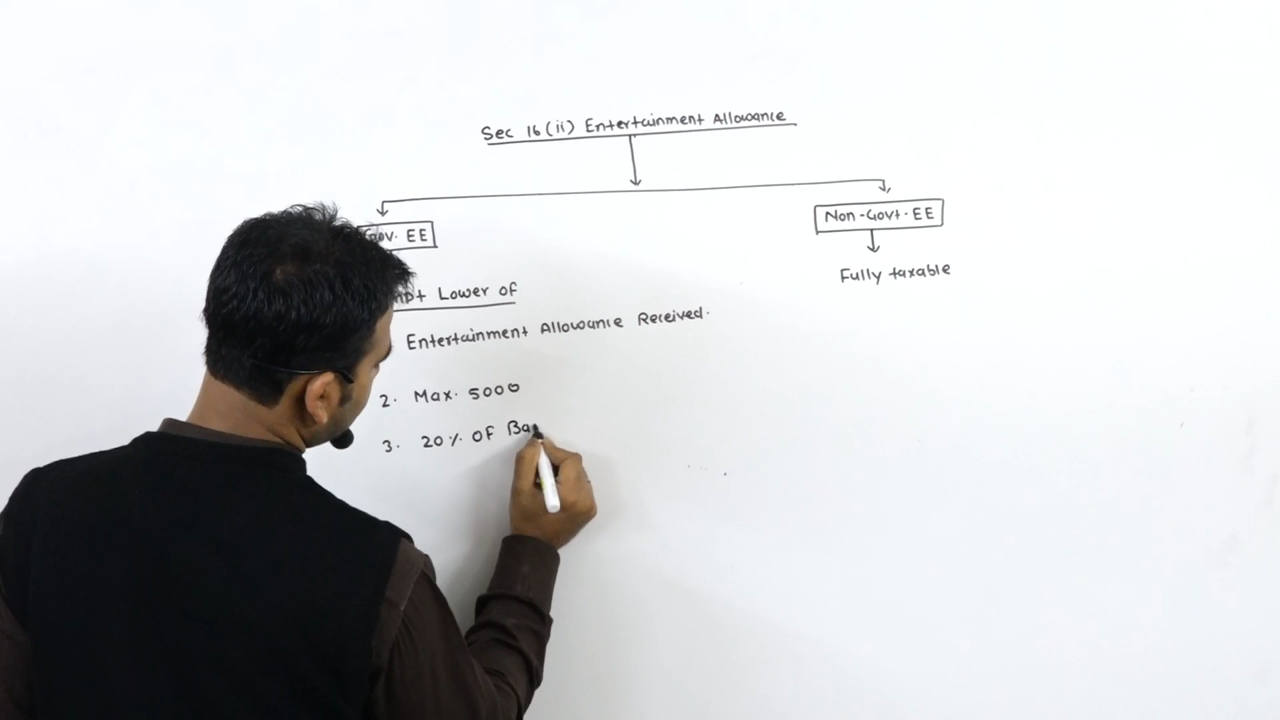 Sec 16(ii) Entertainment Allowance
Gov. EE
Non-Govt. EE
Fully taxable
Lower of
Entertainment Allowance Received.
2. Max. 5000
3. 20% OF Ba